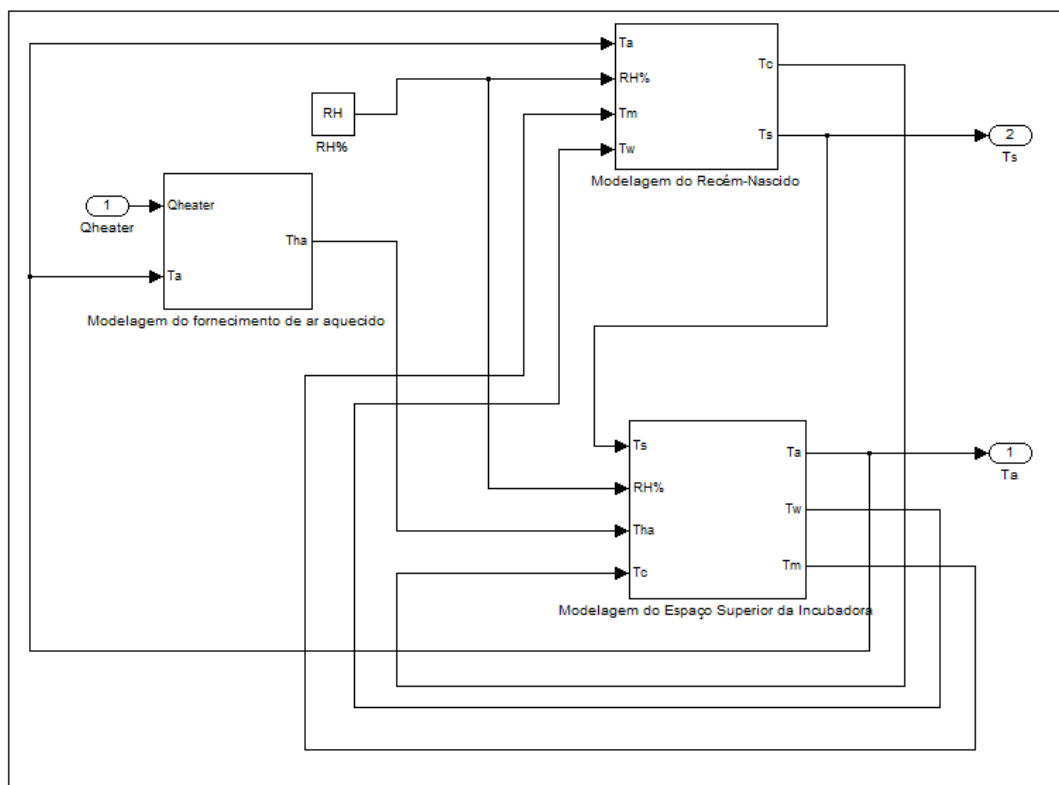 Ta
RH%
Tm
Tw
Tc
Ts
Modelagem do Recém-Nascido
RH
RH%
2
Ts
1
Qheater
Qheater
Ta
Tha
Modelagem do fornecimento de ar aquecido
Ts
RH%
Tha
Tc
Ta
Tw
Tm
Modelagem do Espaço Superior da Incubadora
1
Ta